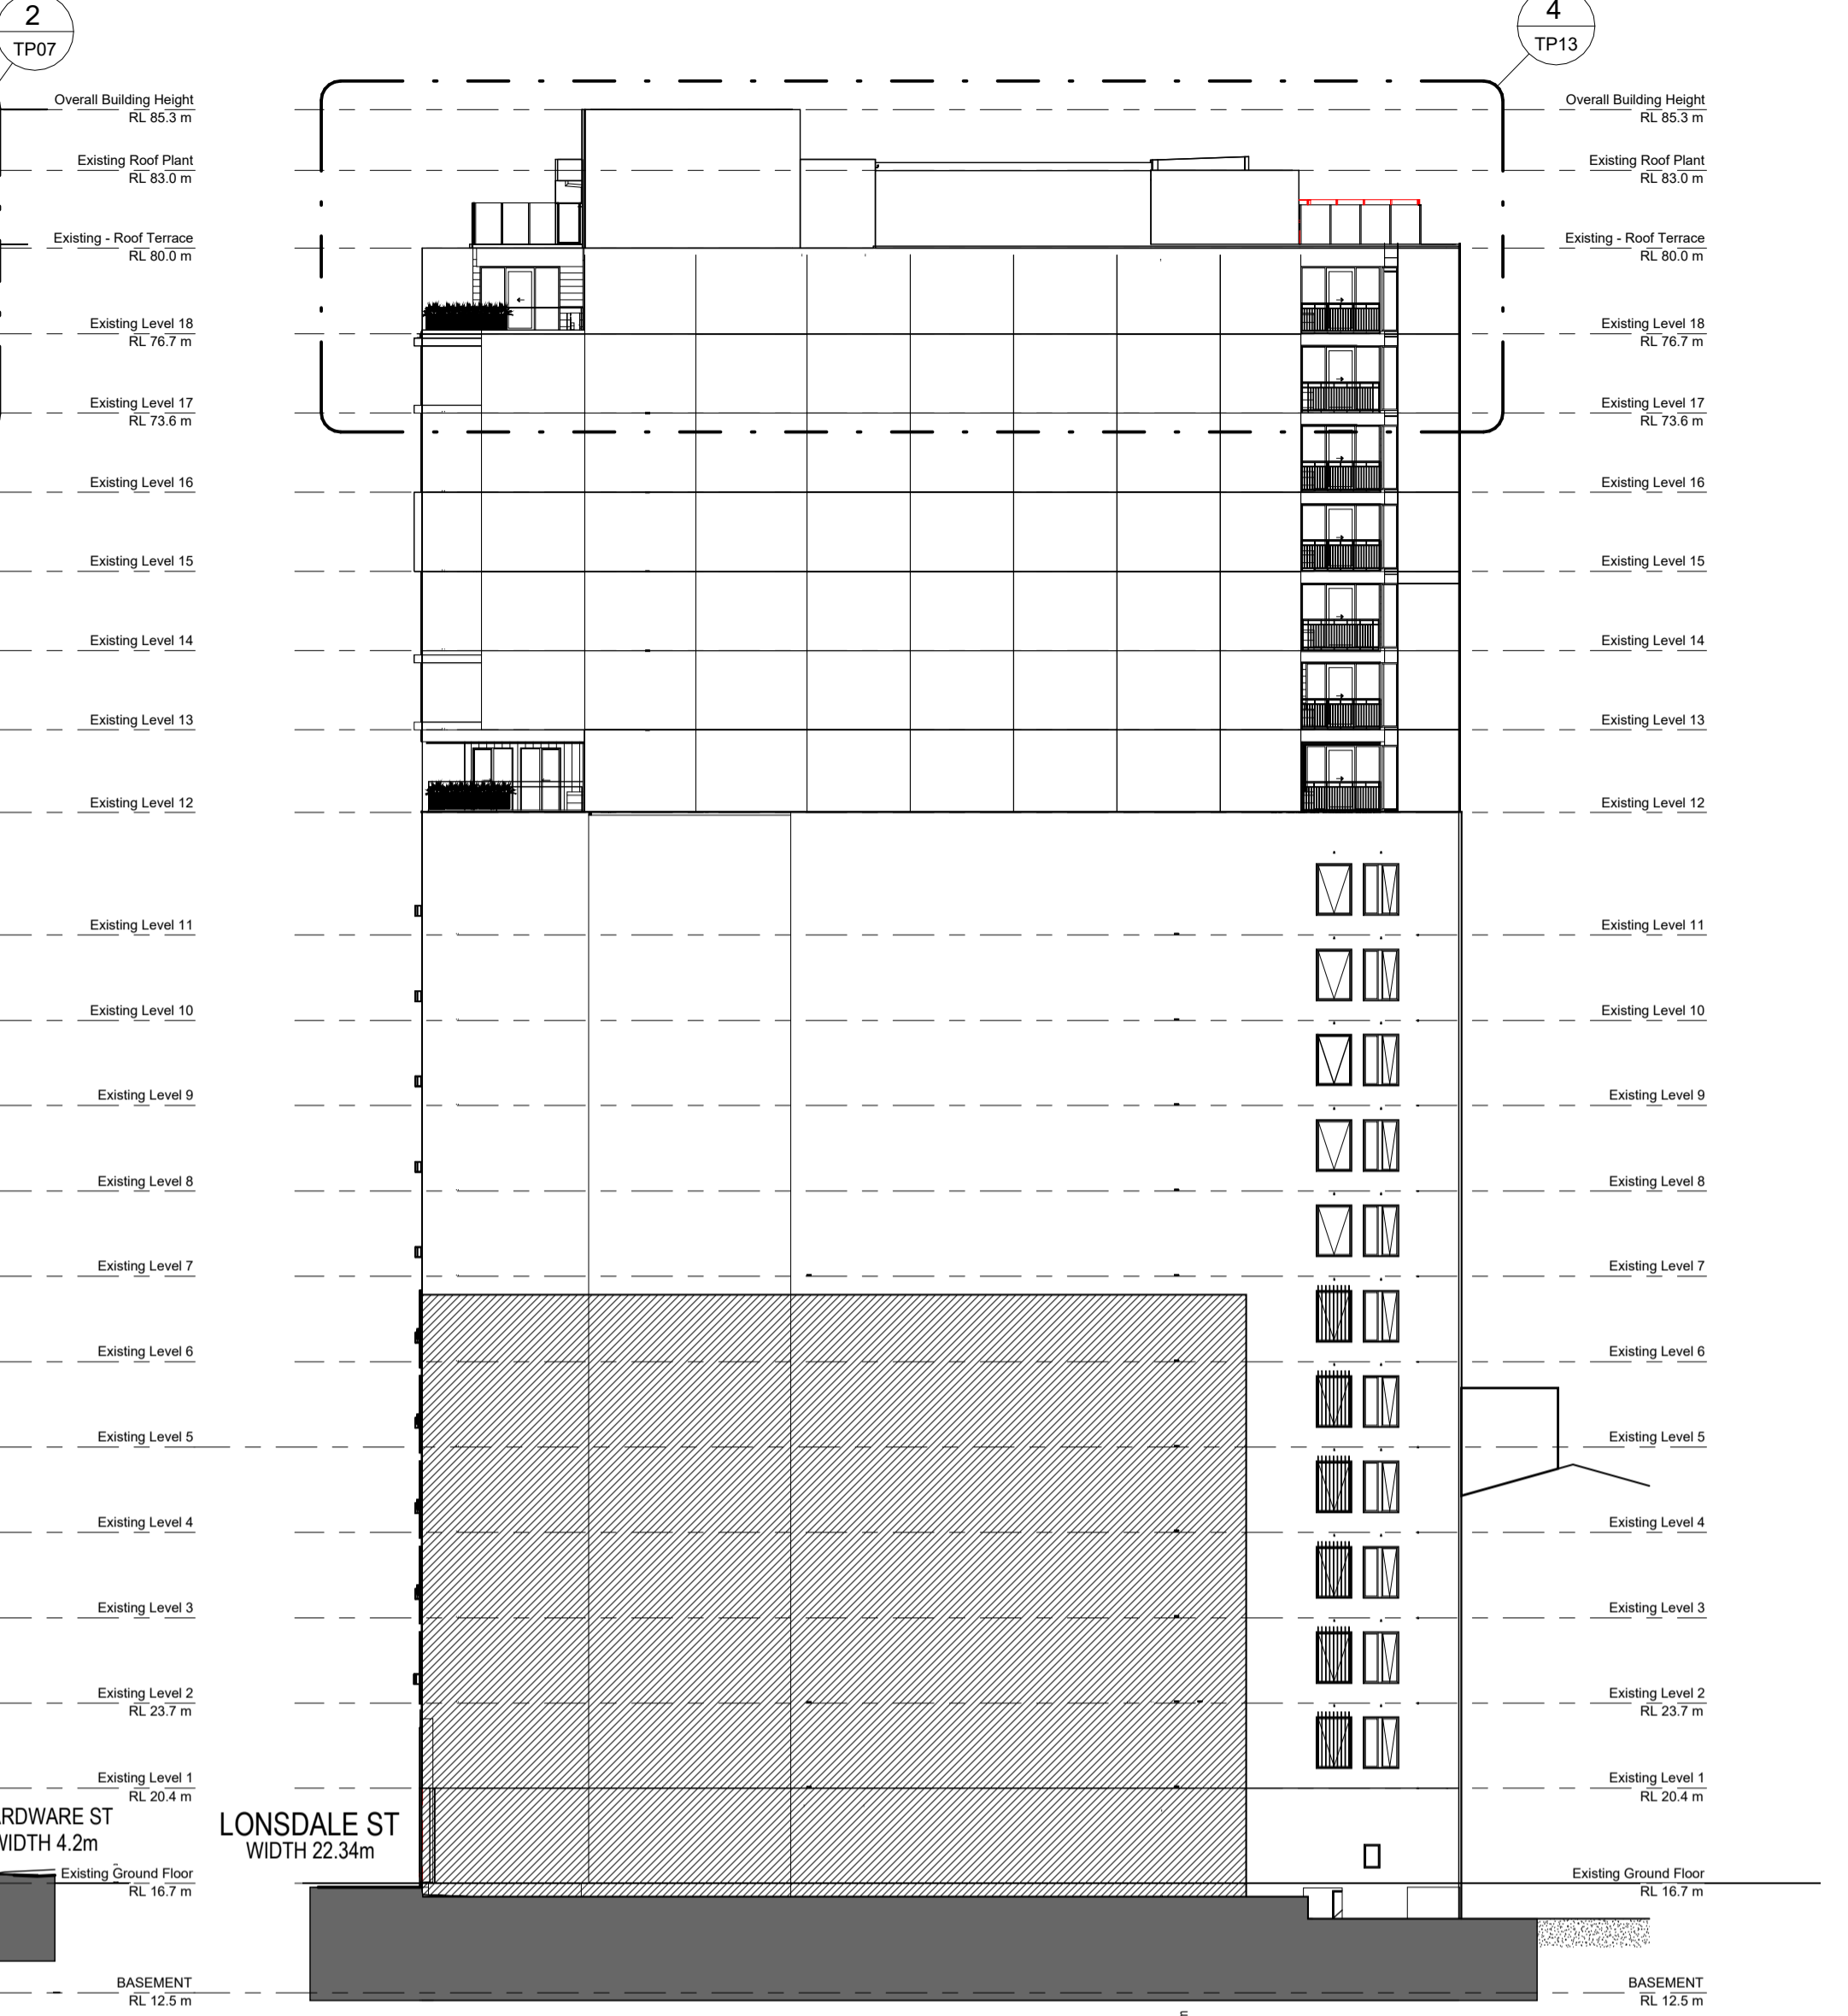 2
TP07
4
TP13
Overall Building Height
RL 85.3 m
Overall Building Height
RL 85.3 m
Existing Roof Plant
RL 83.0 m
Existing Roof Plant
RL 83.0 m
Existing - Roof Terrace
RL 80.0 m
Existing - Roof Terrace
RL 80.0 m
Existing Level 18
RL 76.7 m
Existing Level 18
RL 76.7 m
Existing Level 17
RL 73.6 m
Existing Level 17
RL 73.6 m
Existing Level 16
Existing Level 16
Existing Level 15
Existing Level 15
Existing Level 14
Existing Level 14
Existing Level 13
Existing Level 13
Existing Level 12
Existing Level 12
Existing Level 11
Existing Level 11
Existing Level 10
Existing Level 10
Existing Level 9
Existing Level 9
Existing Level 8
Existing Level 8
Existing Level 7
Existing Level 7
Existing Level 6
Existing Level 6
Existing Level 5
Existing Level 5
Existing Level 4
Existing Level 4
Existing Level 3
Existing Level 3
Existing Level 2
RL 23.7 m
Existing Level 2
RL 23.7 m
Existing Level 1
RL 20.4 m
Existing Level 1
RL 20.4 m
ARDWARE ST
WIDTH 4.2m
LONSDALE ST
WIDTH 22.34m
Existing Ground Floor
RL 16.7 m
Existing Ground Floor
RL 16.7 m
BASEMENT
RL 12.5 m
BASEMENT
RL 12.5 m